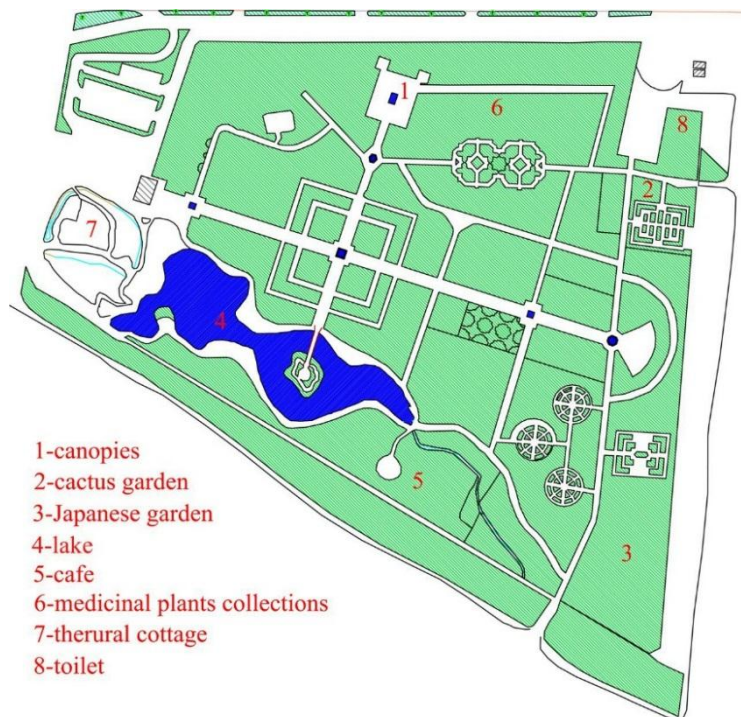 1
6
8
2
7
4
5
3
1-canopies
2-cactus garden
3-Japanese garden
4-lake
5-cafe
6-medicinal plants collections
7-therural cottage
8-toilet